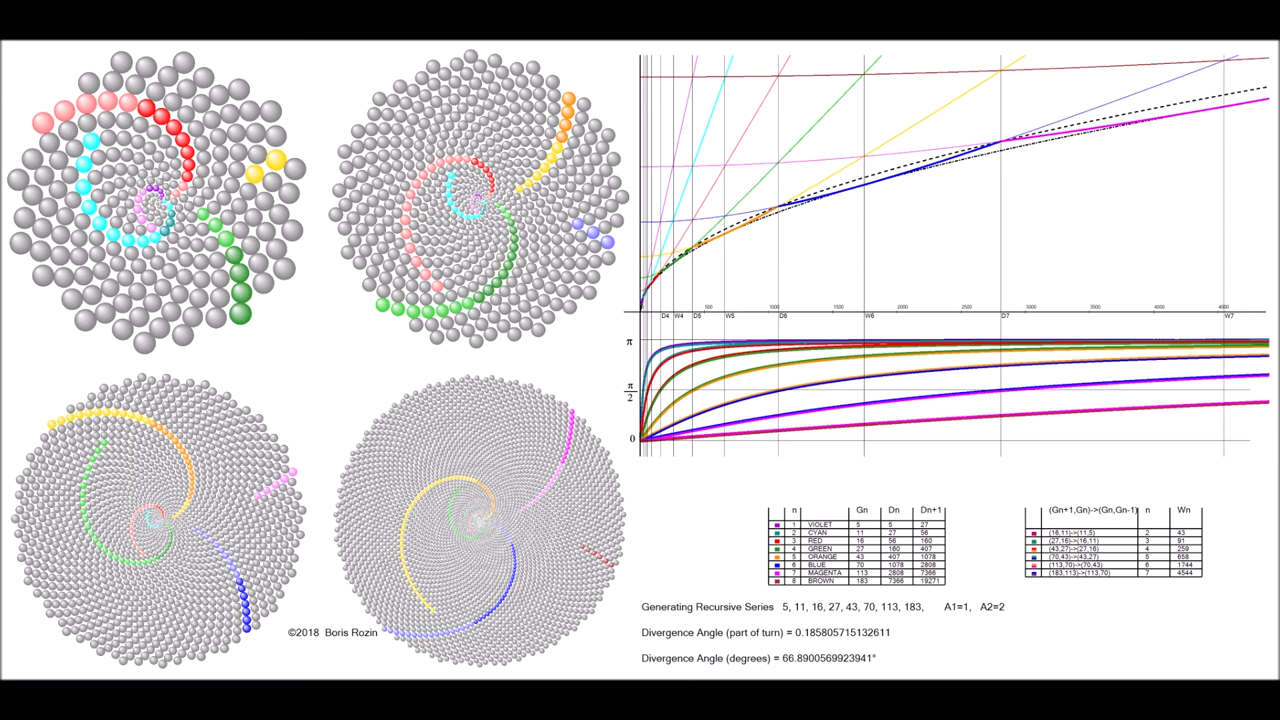 500 1000 1500 2000 2500 3000 3500 4000 4500
D4 W4 D5 W5 D6 W6 D7 W7
π
π
2
0
n Gn Dn Dn+1
1 VIOLET 5 5 27
2 CYAN 11 27 56
3 RED 16 56 160
4 GREEN 27 160 407
5 ORANGE 43 407 1078
6 BLUE 70 1078 2808
7 MAGENTA 113 2808 7366
8 BROWN 183 7366 19271
(Gn+1,Gn)->(Gn,Gn-1) n Wn
(16,11)->(11,5) 2 43
(27,16)->(16,11) 3 91
(43,27)->(27,16) 4 259
(70,43)->(43,27) 5 658
(113,70)->(70,43) 6 1744
(183,113)->(113,70) 7 4544
Generating Recursive Series 5, 11, 16, 27, 43, 70, 113, 183, A1=1, A2=2
©2018 Boris Rozin
Divergence Angle (part of turn) = 0.185805715132611
Divergence Angle (degrees) = 66.8900569923941°